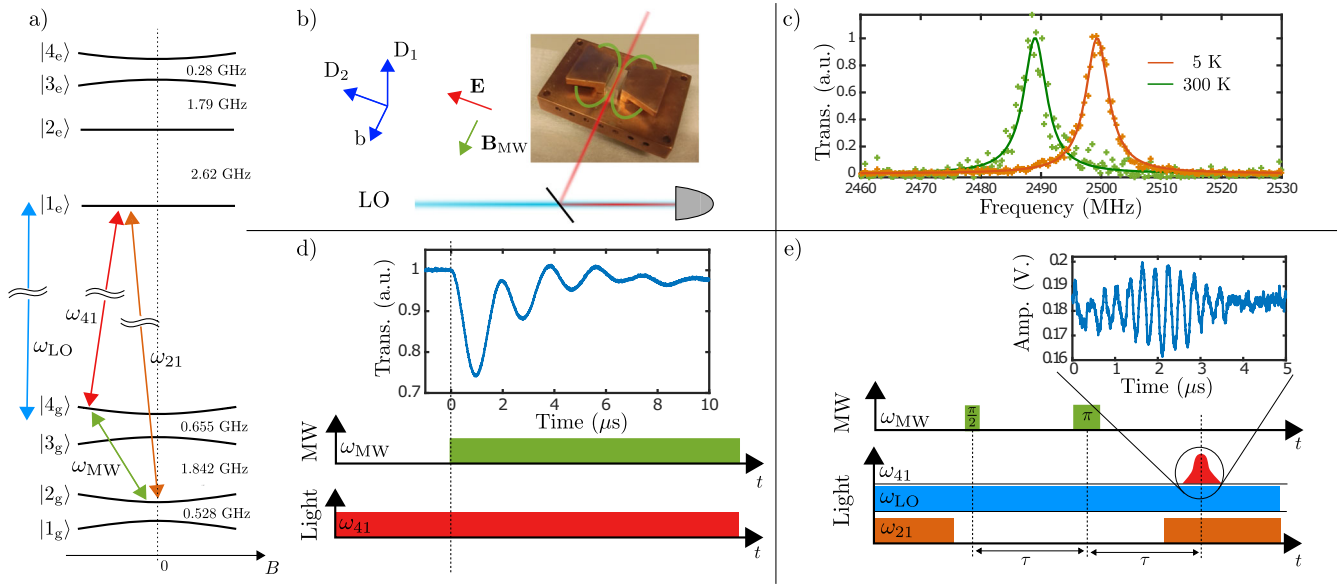 a)
|4e⟩
0.28 GHz
|3e⟩
1.79 GHz
|2e⟩
2.62 GHz
|1e⟩
ω41
ωLO
ω21
|4g⟩
0.655 GHz
|3g⟩
ωMW
1.842 GHz
|2g⟩
0.528 GHz
|1g⟩
0
B
b)
D1
D2
b
E
BMW
LO
c)
Trans. (a.u.)
1
0.8
0.6
0.4
0.2
0
5 K
300 K
2460 2470 2480 2490 2500 2510 2520 2530
Frequency (MHz)
d)
Trans. (a.u.)
1
0.9
0.8
0.7
0 2 4 6 8 10
Time (μs)
MW
ωMW
t
Light
ω41
t
e)
Amp. (V.)
0.2
0.19
0.18
0.17
0.16
0 1 2 3 4 5
Time (μs)
MW
ωMW
π/2
π
t
Light
ω41
ωLO
ω21
t
τ
τ